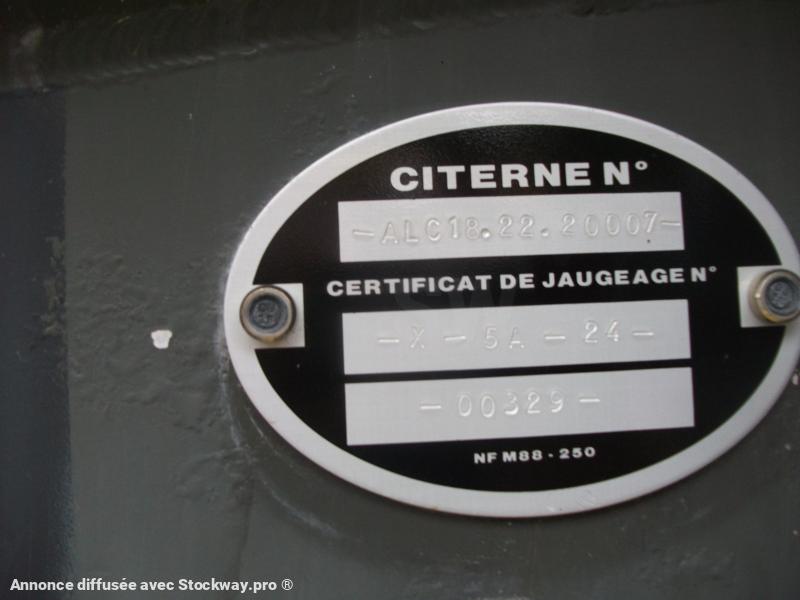 CITERNE N°
-ALC18.22.20007-
CERTIFICAT DE JAUGEAGE N°
- X - 5A - 24 -
- 00329 -
NF M88 - 250
Annonce diffusée avec Stockway.pro ®